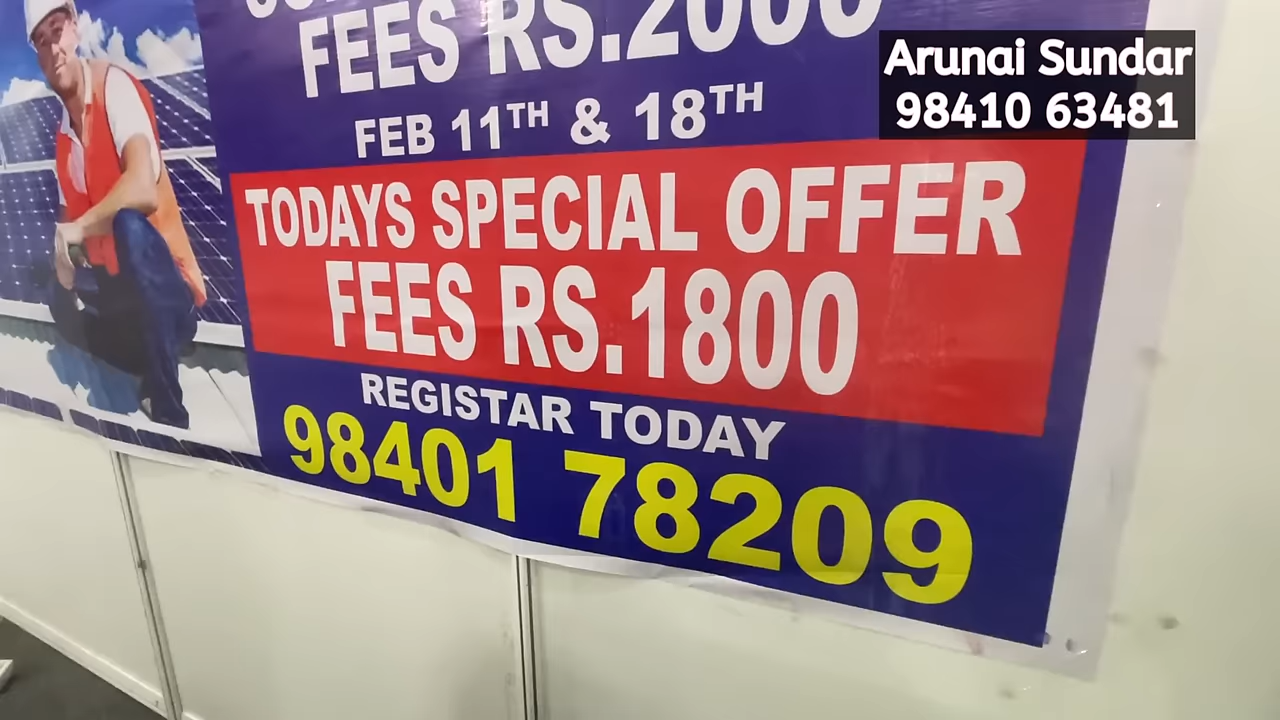 FEES RS.2000
FEB 11TH & 18TH
TODAYS SPECIAL OFFER
FEES RS.1800
REGISTAR TODAY
98401 78209
Arunai Sundar
98410 63481